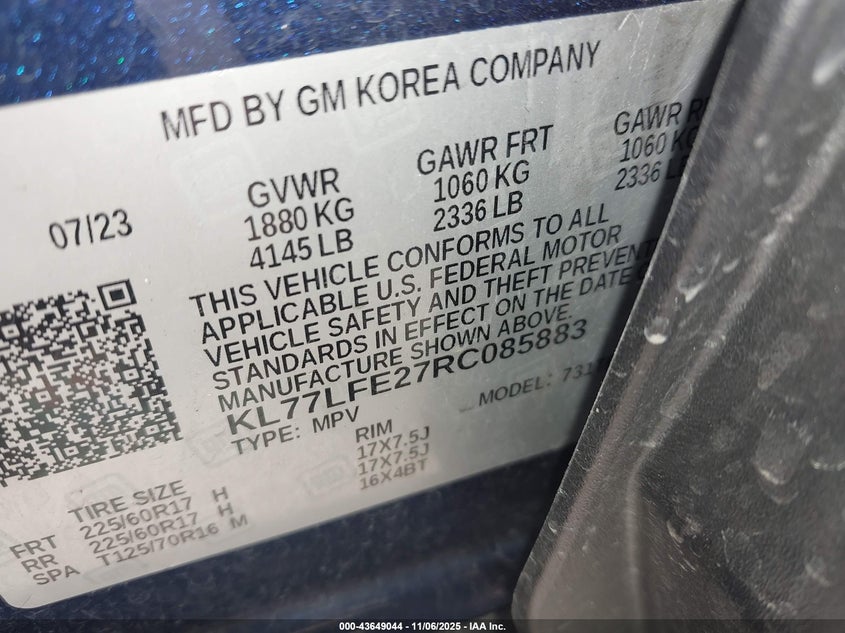 MFD BY GM KOREA COMPANY
07/23
GVWR
1880 KG
4145 LB
GAWR FRT
1060 KG
2336 LB
GAWR
1060 KG
2336 LB
THIS VEHICLE CONFORMS TO ALL
APPLICABLE U.S. FEDERAL MOTOR
VEHICLE SAFETY AND THEFT PREVENT
STANDARDS IN EFFECT ON THE DATE
MANUFACTURE SHOWN ABOVE.
KL77LFE27RC085883
TYPE: MPV
MODEL: 731
RIM
17X7.5J
17X7.5J
16X4BT
TIRE SIZE
FRT 225/60R17 H
RR 225/60R17 H
SPA T125/70R16 M
000-43649044 - 11/06/2025 - IAA Inc.